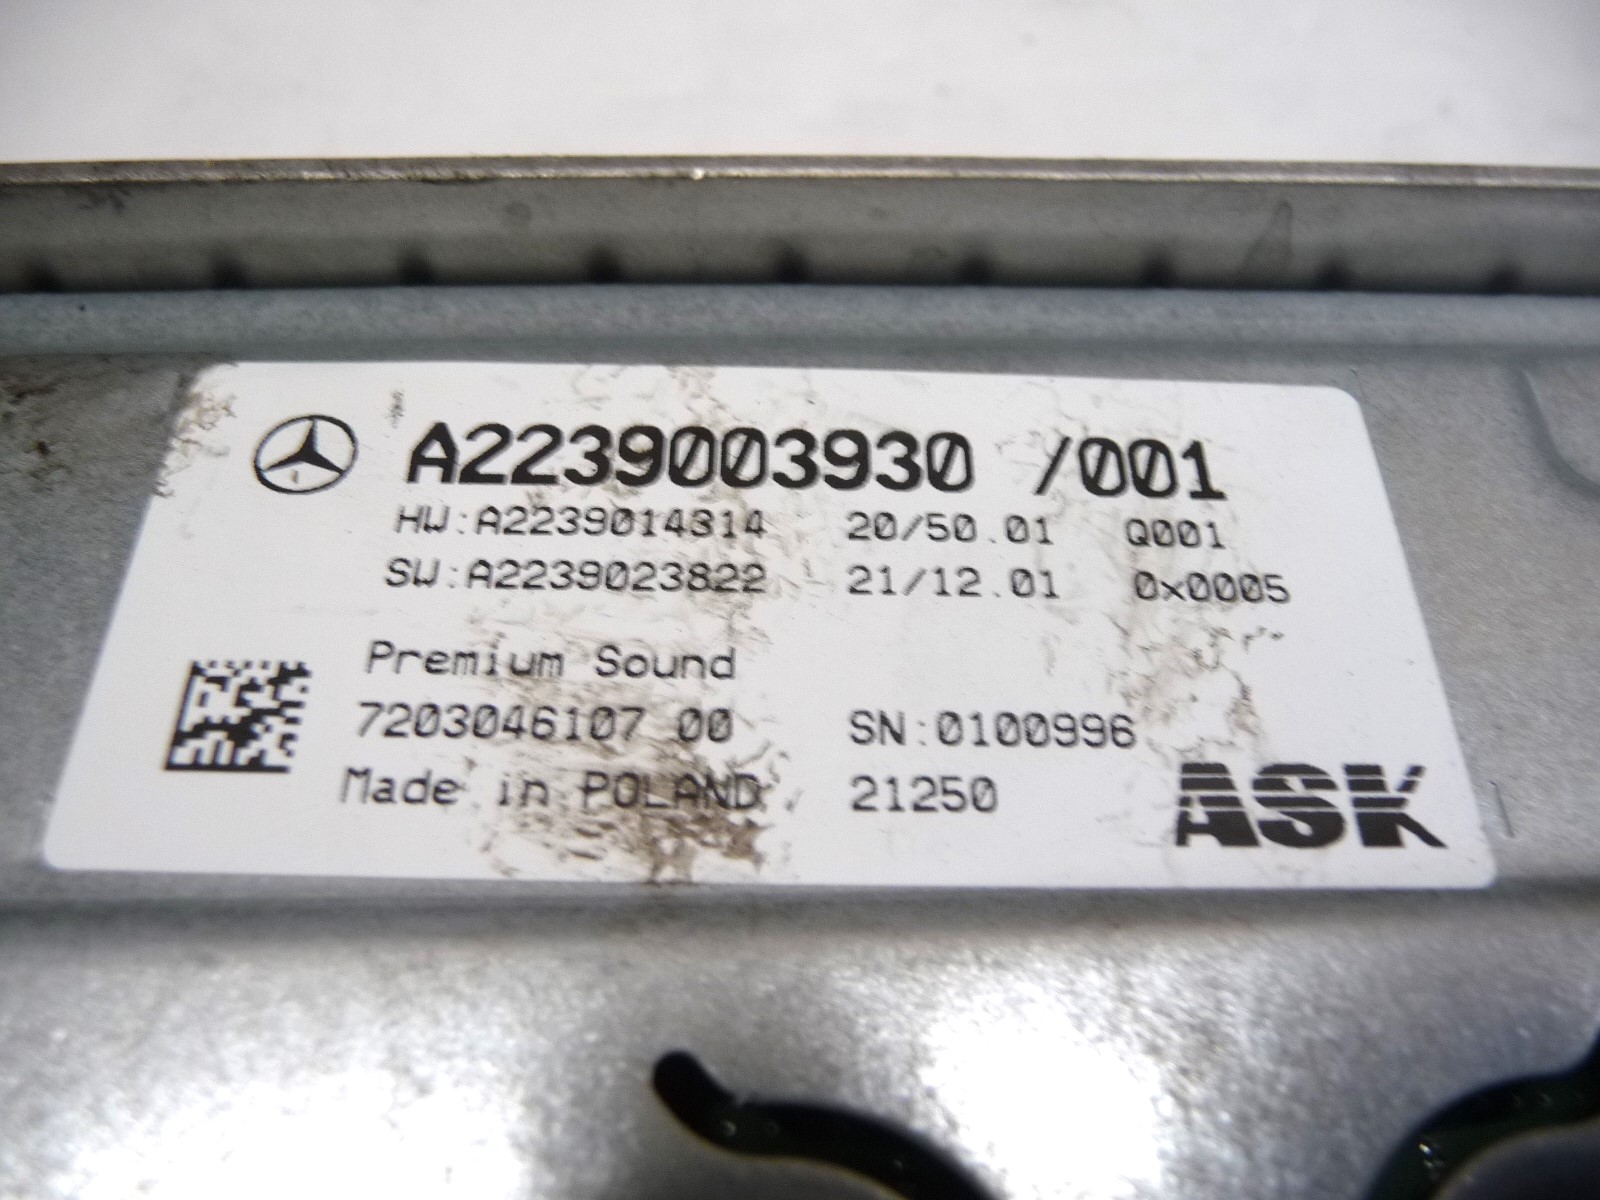 A2239003930 /001
HW:A2239014314 20/50.01 Q001
SW:A2239023822 21/12.01 0x0005
Premium Sound
7203046107 00 SN:0100996
Made in POLAND 21250
ASK